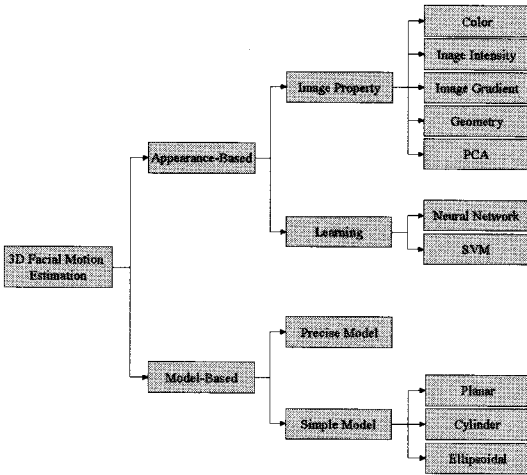 Color
Image Intensity
Image Property
Image Gradient
Geometry
Appearance-Based
PCA
Neural Network
Learning
SVM
3D Facial Motion
Estimation
Precise Model
Model-Based
Planar
Simple Model
Cylinder
Ellipsoidal